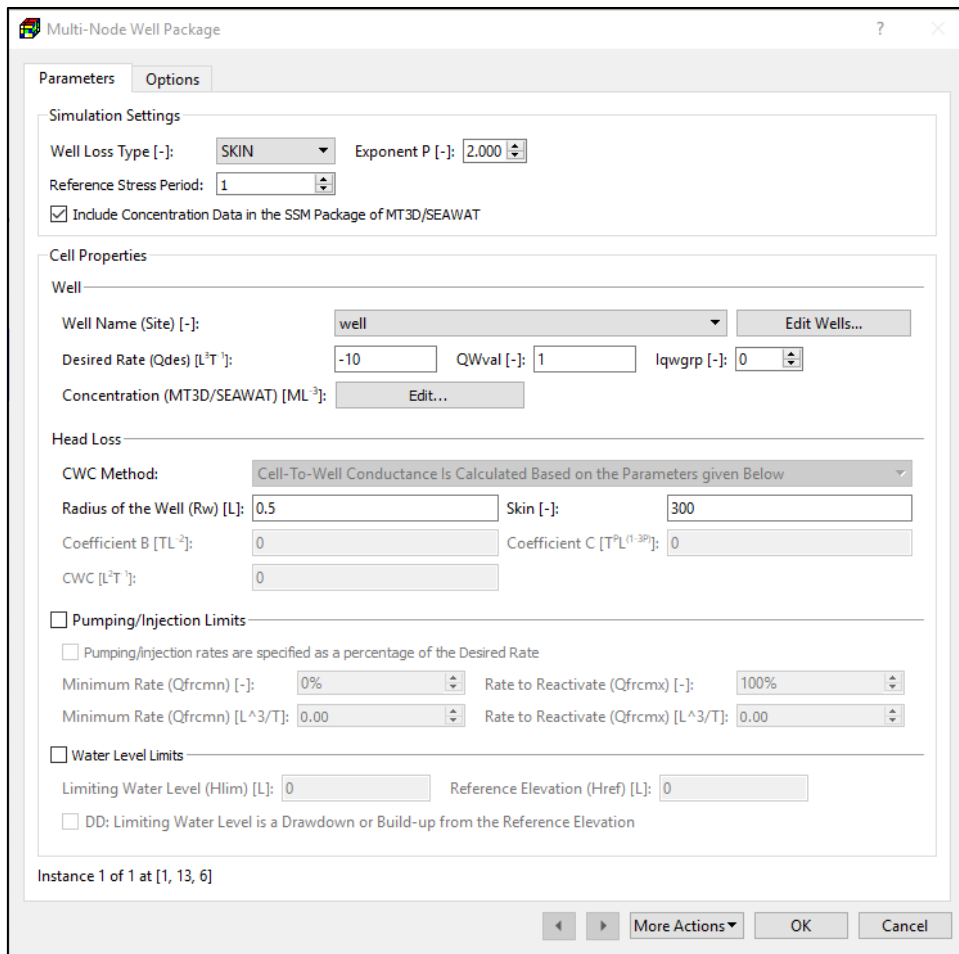 Multi-Node Well Package ?
Parameters Options
Simulation Settings
Well Loss Type [-]: SKIN Exponent P [-]: 2.000
Reference Stress Period: 1
Include Concentration Data in the SSM Package of MT3D/SEAWAT
Cell Properties
Well
Well Name (Site) [-]: well Edit Wells...
Desired Rate (Qdes) [L³T⁻¹]: -10 QWval [-]: 1 Iqwgrp [-]: 0
Concentration (MT3D/SEAWAT) [ML⁻³]: Edit...
Head Loss
CWC Method: Cell-To-Well Conductance Is Calculated Based on the Parameters given Below
Radius of the Well (Rw) [L]: 0.5 Skin [-]: 300
Coefficient B [TL⁻²]: 0 Coefficient C [TᴾL⁽¹⁻³ᴾ⁾]: 0
CWC [L²T⁻¹]: 0
Pumping/Injection Limits
Pumping/injection rates are specified as a percentage of the Desired Rate
Minimum Rate (Qfrcmn) [-]: 0% Rate to Reactivate (Qfrcmx) [-]: 100%
Minimum Rate (Qfrcmn) [L^3/T]: 0.00 Rate to Reactivate (Qfrcmx) [L^3/T]: 0.00
Water Level Limits
Limiting Water Level (Hlim) [L]: 0 Reference Elevation (Href) [L]: 0
DD: Limiting Water Level is a Drawdown or Build-up from the Reference Elevation
Instance 1 of 1 at [1, 13, 6]
More Actions OK Cancel